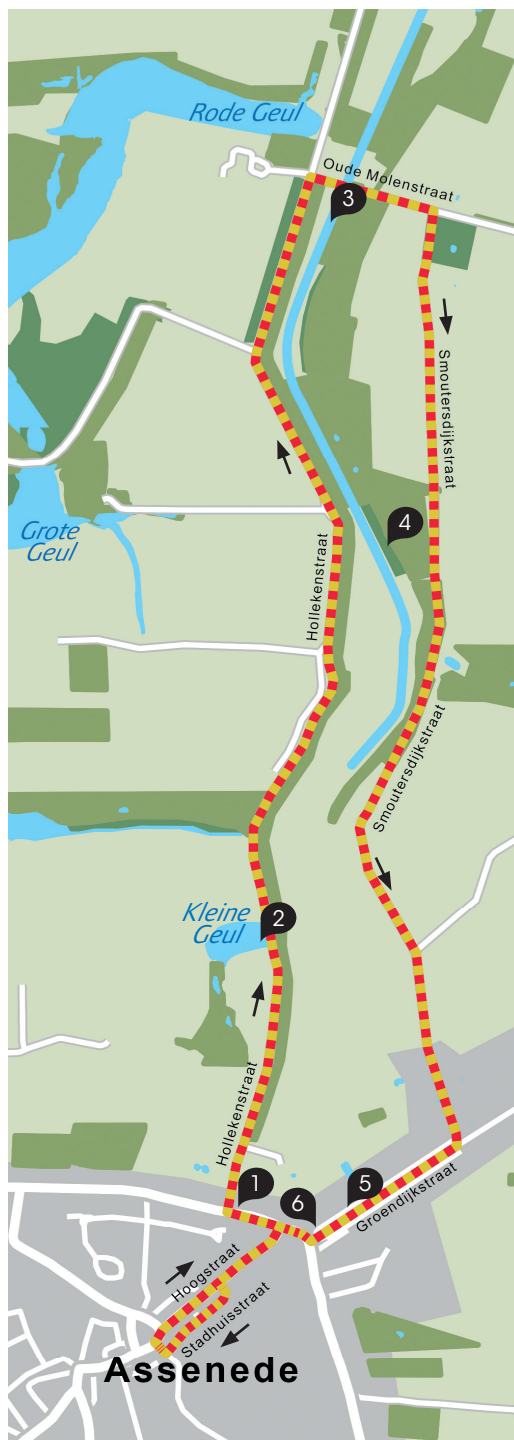 Rode Geul
Oude Molenstraat
3
Smoutersdijkstraat
4
Grote
Geul
Hollekenstraat
Smoutersdijkstraat
Kleine
Geul
2
Hollekenstraat
1
6
5
Groendijkstraat
Hoogstraat
Stadhuisstraat
Assenede